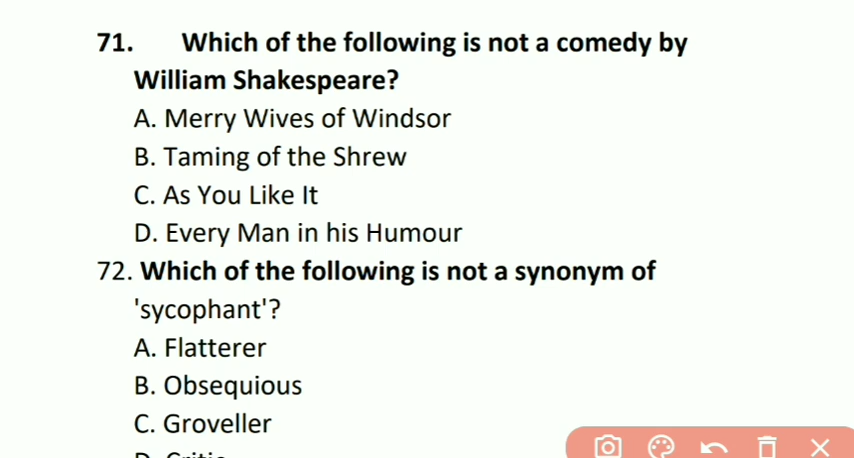 71. Which of the following is not a comedy by
William Shakespeare?
A. Merry Wives of Windsor
B. Taming of the Shrew
C. As You Like It
D. Every Man in his Humour
72. Which of the following is not a synonym of
'sycophant'?
A. Flatterer
B. Obsequious
C. Groveller
D. Critic